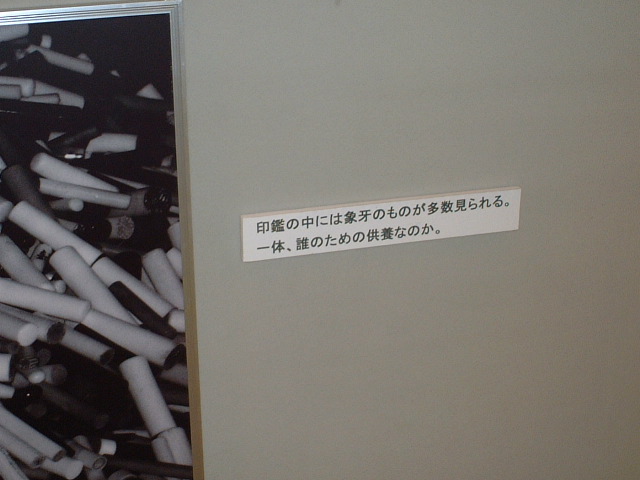 印鑑の中には象牙のものが多数見られる。
一体、誰のための供養なのか。